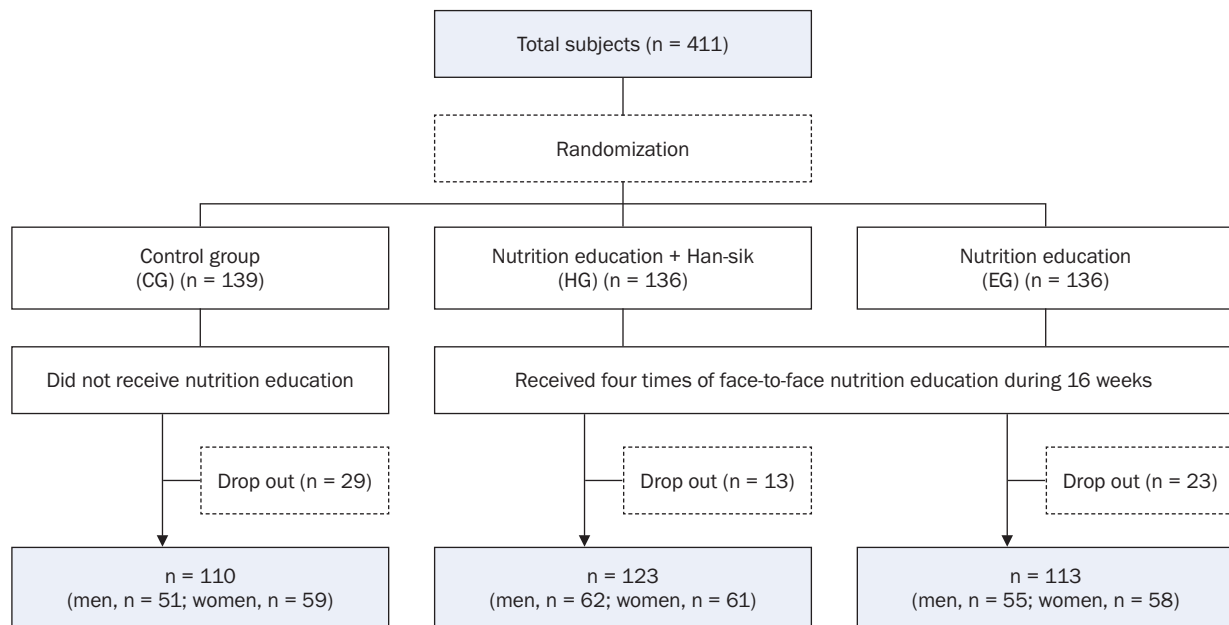 Total subjects (n = 411)
Randomization
Control group
(CG) (n = 139)
Nutrition education + Han-sik
(HG) (n = 136)
Nutrition education
(EG) (n = 136)
Did not receive nutrition education
Received four times of face-to-face nutrition education during 16 weeks
Drop out (n = 29)
Drop out (n = 13)
Drop out (n = 23)
n = 110
(men, n = 51; women, n = 59)
n = 123
(men, n = 62; women, n = 61)
n = 113
(men, n = 55; women, n = 58)